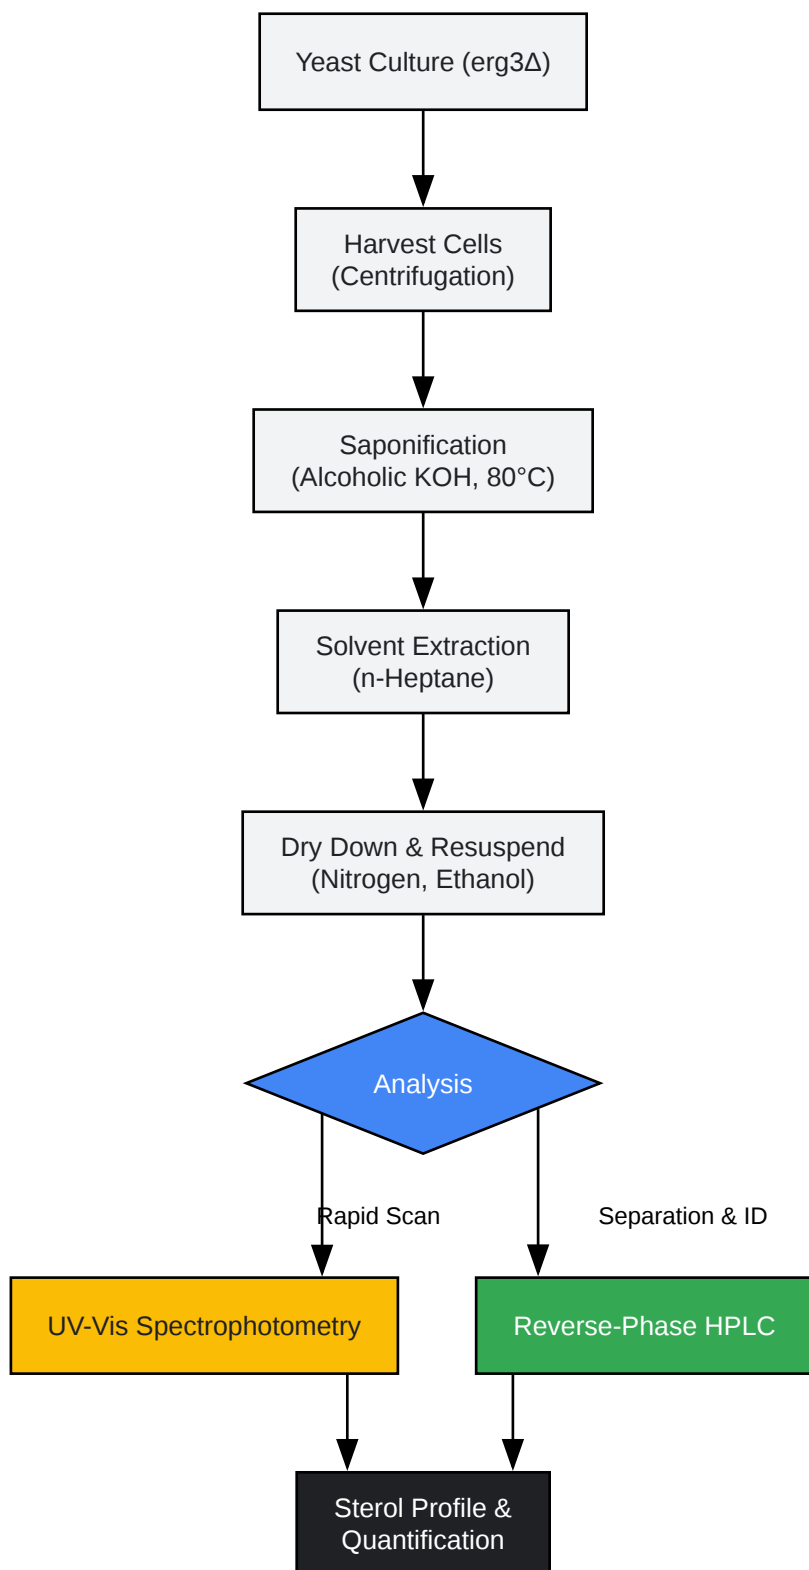 Yeast Culture (erg3Δ)
Harvest Cells
(Centrifugation)
Saponification
(Alcoholic KOH, 80°C)
Solvent Extraction
(n-Heptane)
Dry Down & Resuspend
(Nitrogen, Ethanol)
Analysis
Rapid Scan
Separation & ID
UV-Vis Spectrophotometry
Reverse-Phase HPLC
Sterol Profile &
Quantification